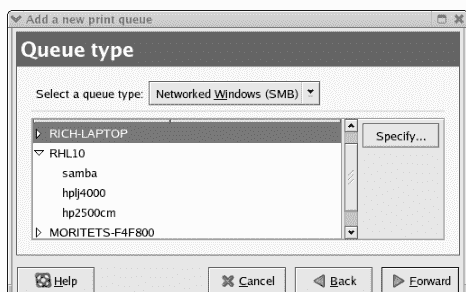 Add a new print queue
Queue type
Select a queue type: Networked Windows (SMB)
RICH-LAPTOP
Specify...
RHL10
samba
hplj4000
hp2500cm
MORITETS-F4F800
Help Cancel Back Forward